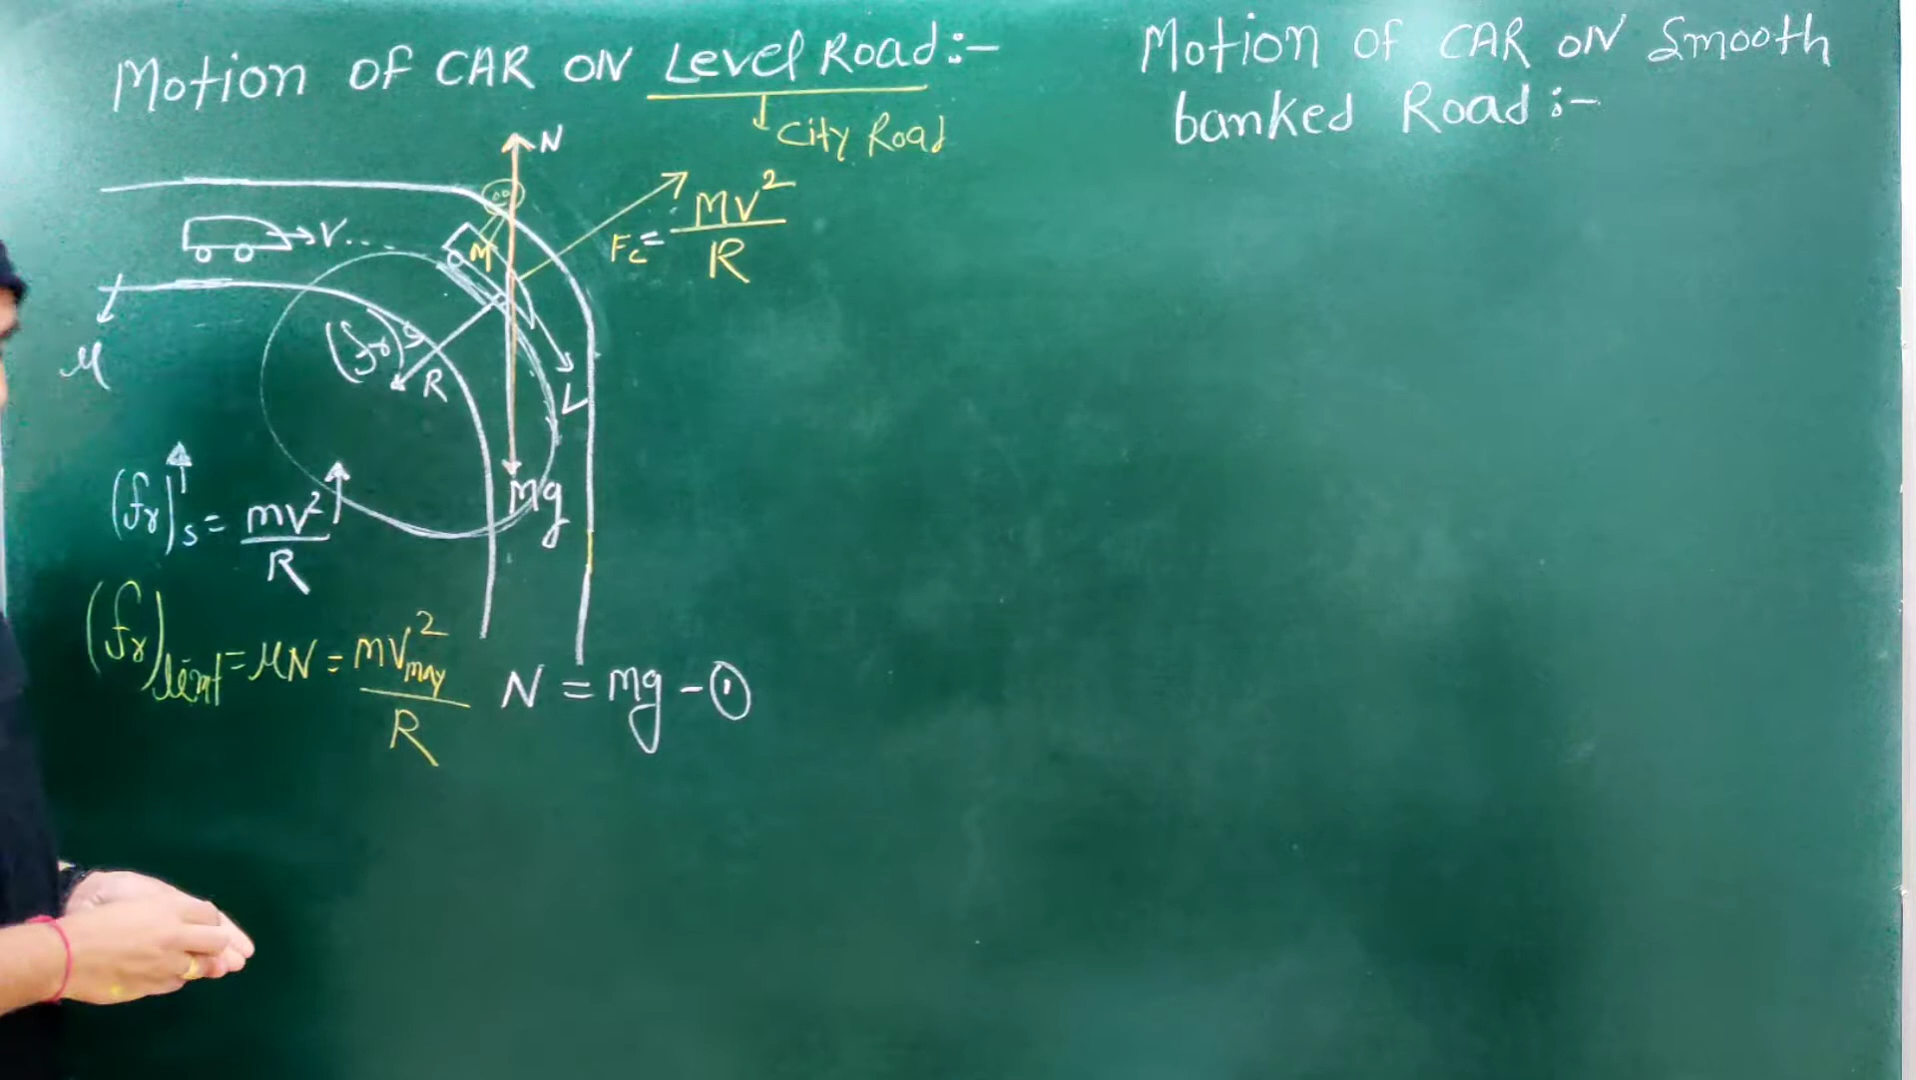 Motion OF CAR ON Level Road:-
City Road
N
V....
M
Fc = MV²/R
μ
(fr)s
R
V
mg
(fr)s = mv²/R
(fr)limit = μN = mVmax²/R
N = mg - ①
Motion OF CAR ON Smooth
banked Road:-